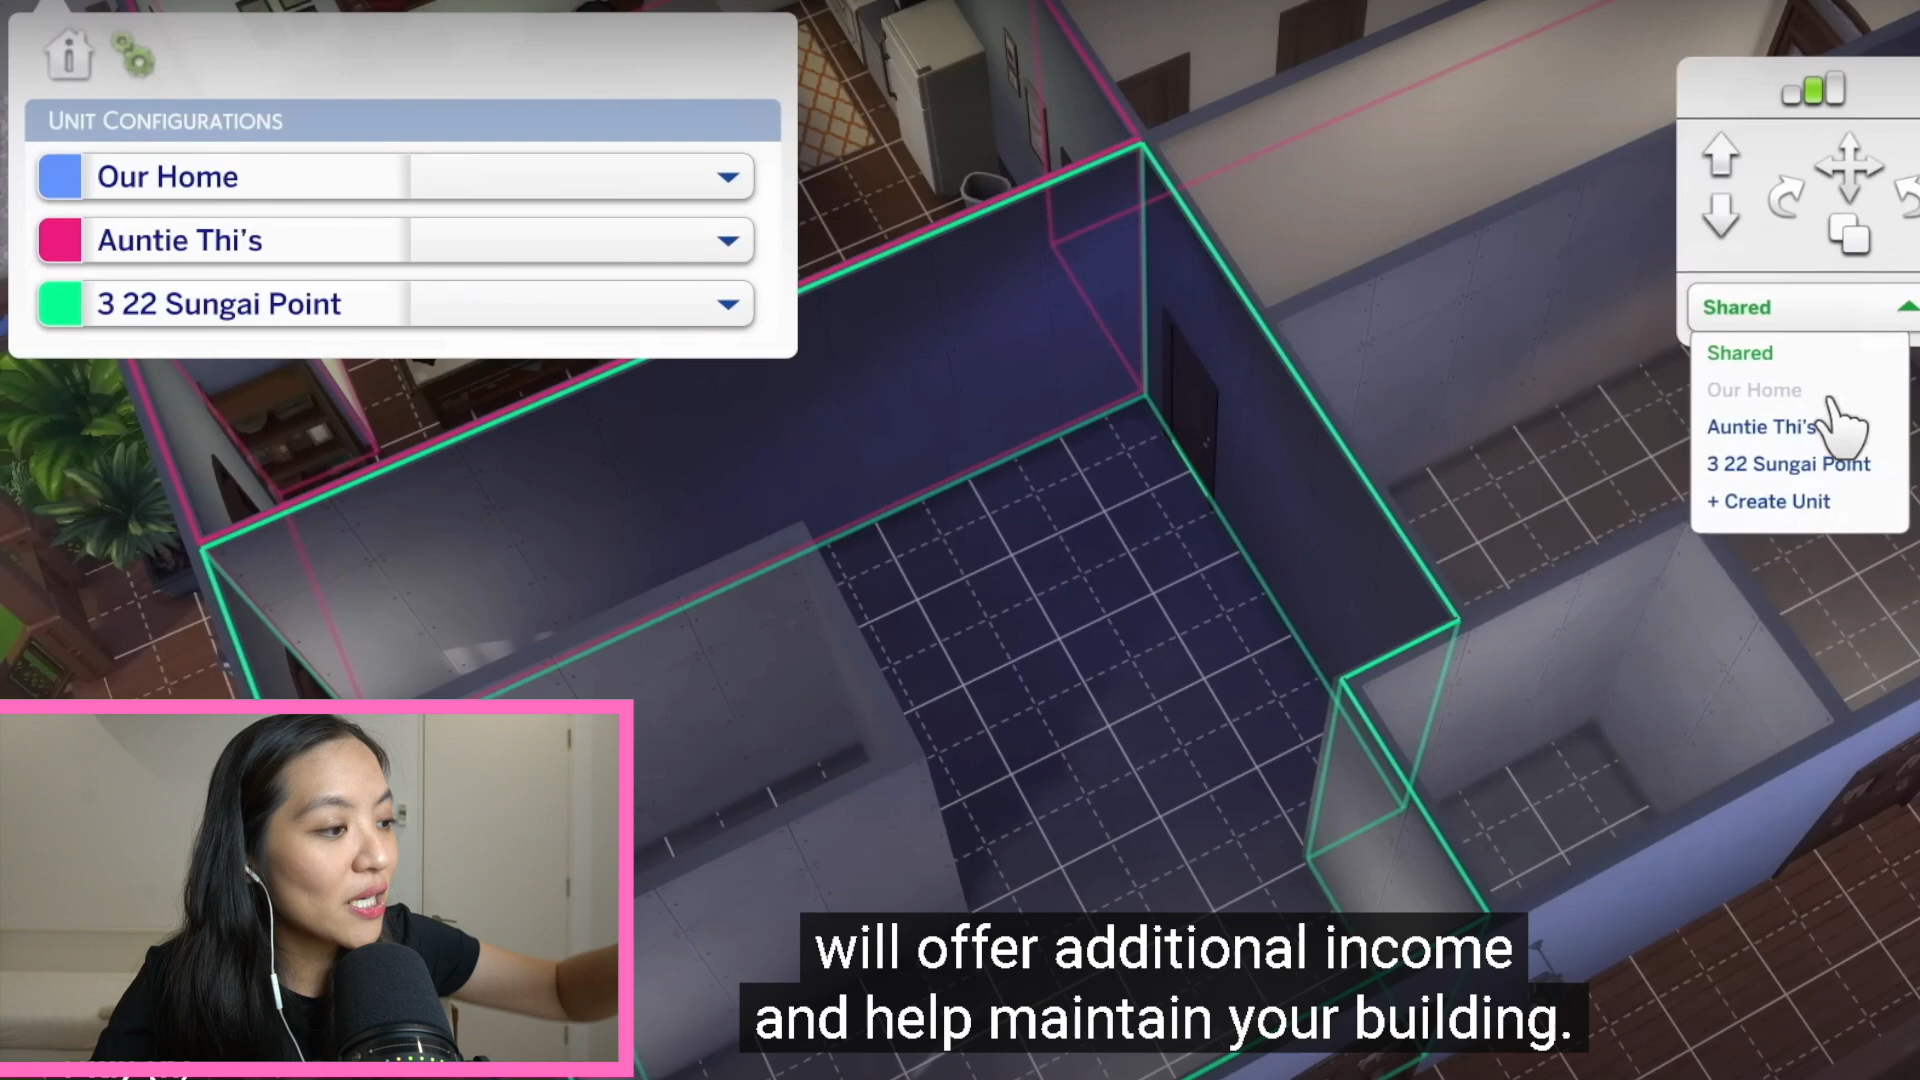 UNIT CONFIGURATIONS
Our Home
Auntie Thi's
3 22 Sungai Point
Shared
Shared
Our Home
Auntie Thi's
3 22 Sungai Point
+ Create Unit
will offer additional income
and help maintain your building.